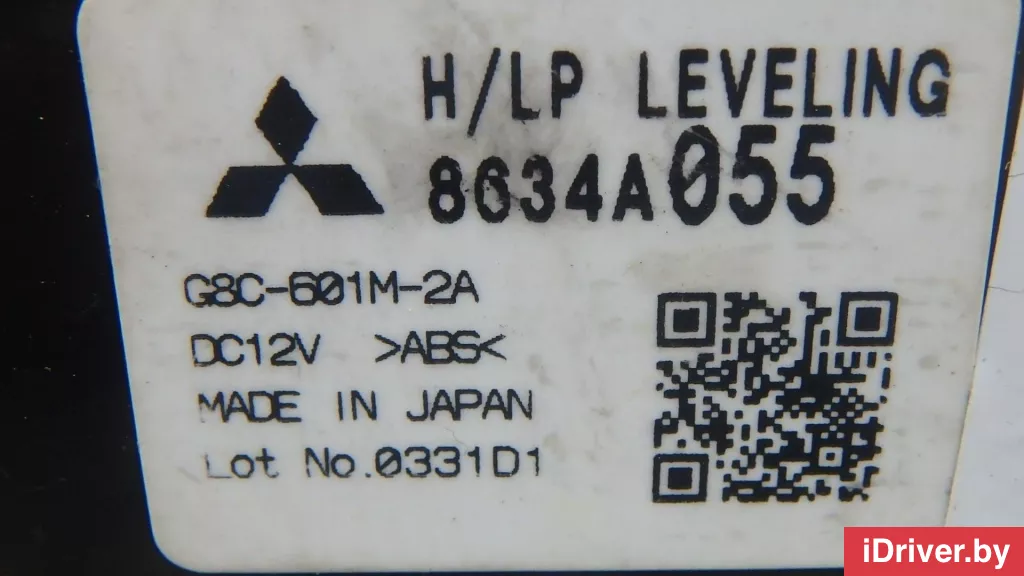 H/LP LEVELING
8634A055
G8C-601M-2A
DC12V >ABS<
MADE IN JAPAN
Lot No.0331D1
iDriver.by